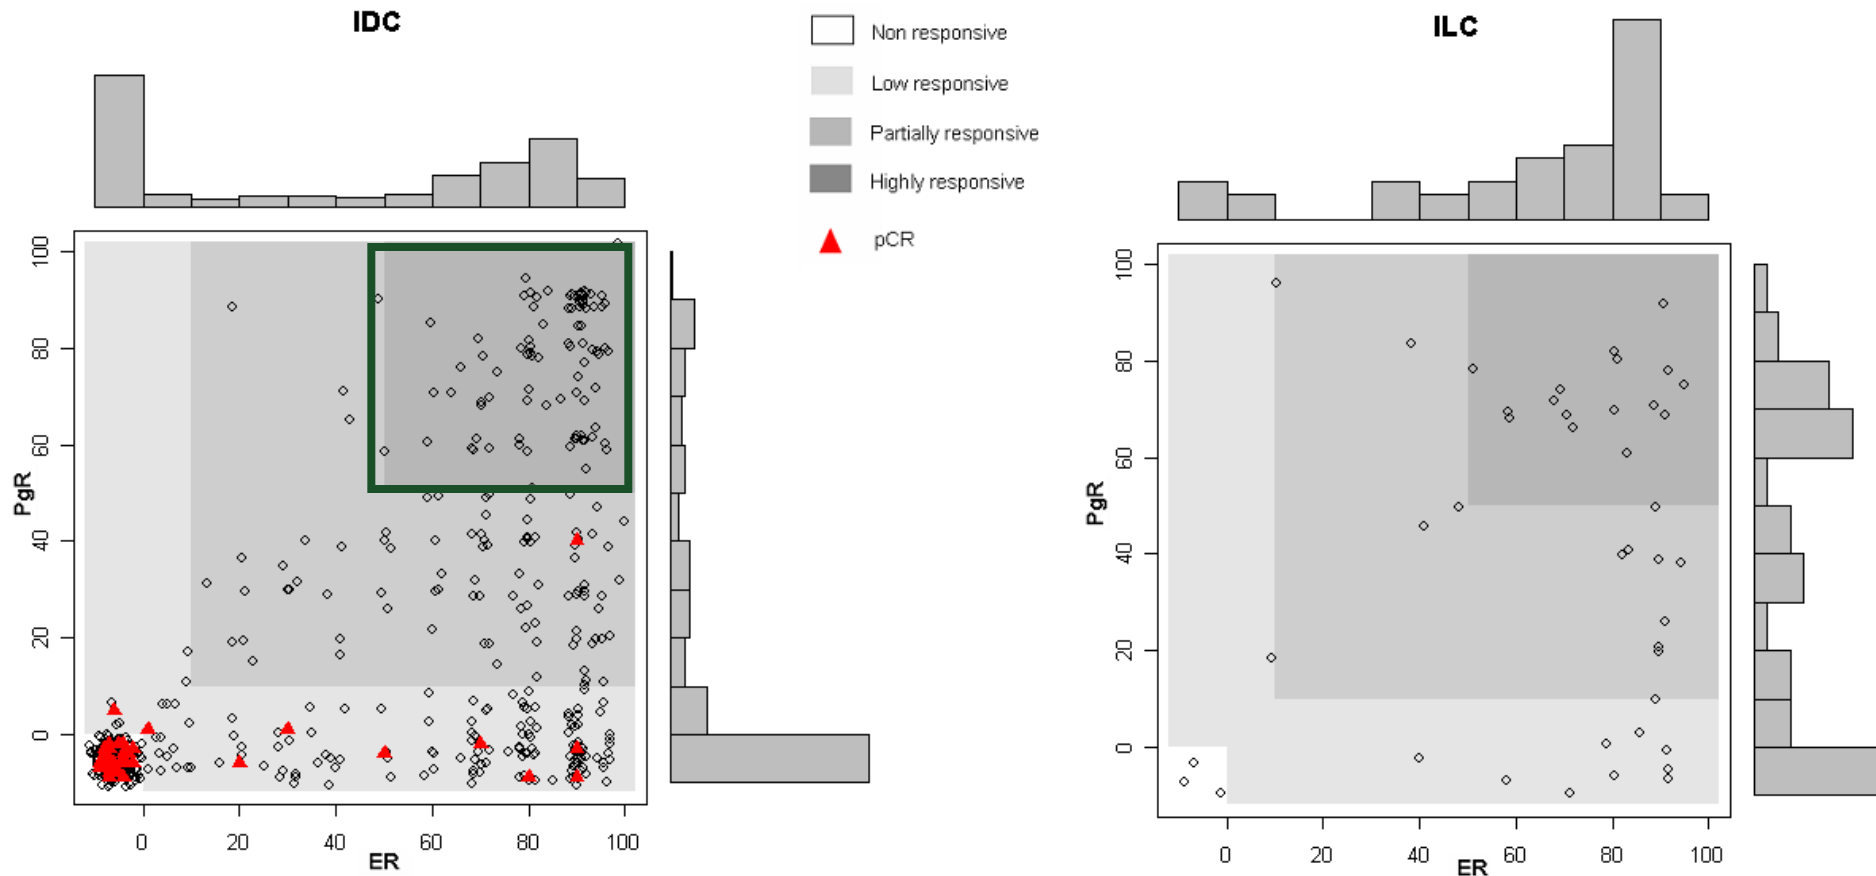 IDC
Non responsive
Low responsive
Partially responsive
Highly responsive
pCR
ILC
100
80
60
40
20
0
PgR
0 20 40 60 80 100
ER
100
80
60
40
20
0
PgR
0 20 40 60 80 100
ER